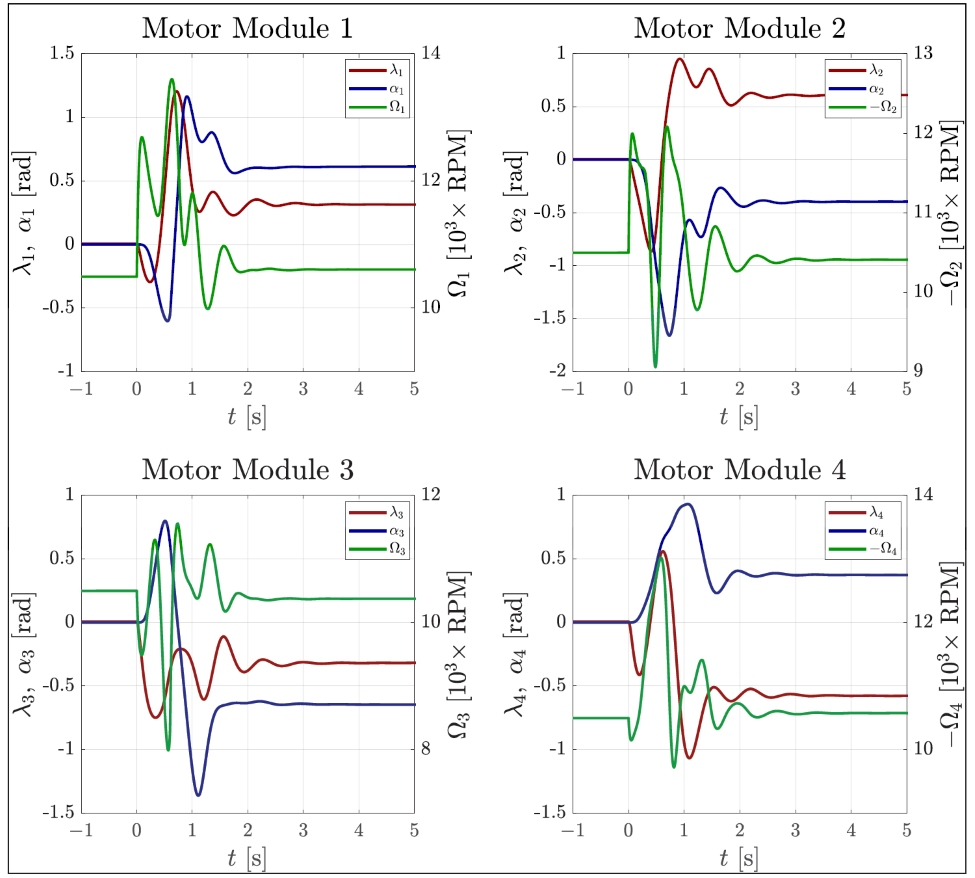 Motor Module 1
1.5
1
0.5
0
-0.5
-1
14
12
10
λ₁, α₁ [rad]
Ω₁ [10³× RPM]
λ₁
α₁
Ω₁
−1 0 1 2 3 4 5
t [s]
Motor Module 2
1
0.5
0
-0.5
-1
-1.5
-2
13
12
11
10
9
λ₂, α₂ [rad]
−Ω₂ [10³× RPM]
λ₂
α₂
−Ω₂
−1 0 1 2 3 4 5
t [s]
Motor Module 3
1
0.5
0
-0.5
-1
-1.5
12
10
8
λ₃, α₃ [rad]
Ω₃ [10³× RPM]
λ₃
α₃
Ω₃
−1 0 1 2 3 4 5
t [s]
Motor Module 4
1
0.5
0
-0.5
-1
-1.5
14
12
10
λ₄, α₄ [rad]
−Ω₄ [10³× RPM]
λ₄
α₄
−Ω₄
−1 0 1 2 3 4 5
t [s]